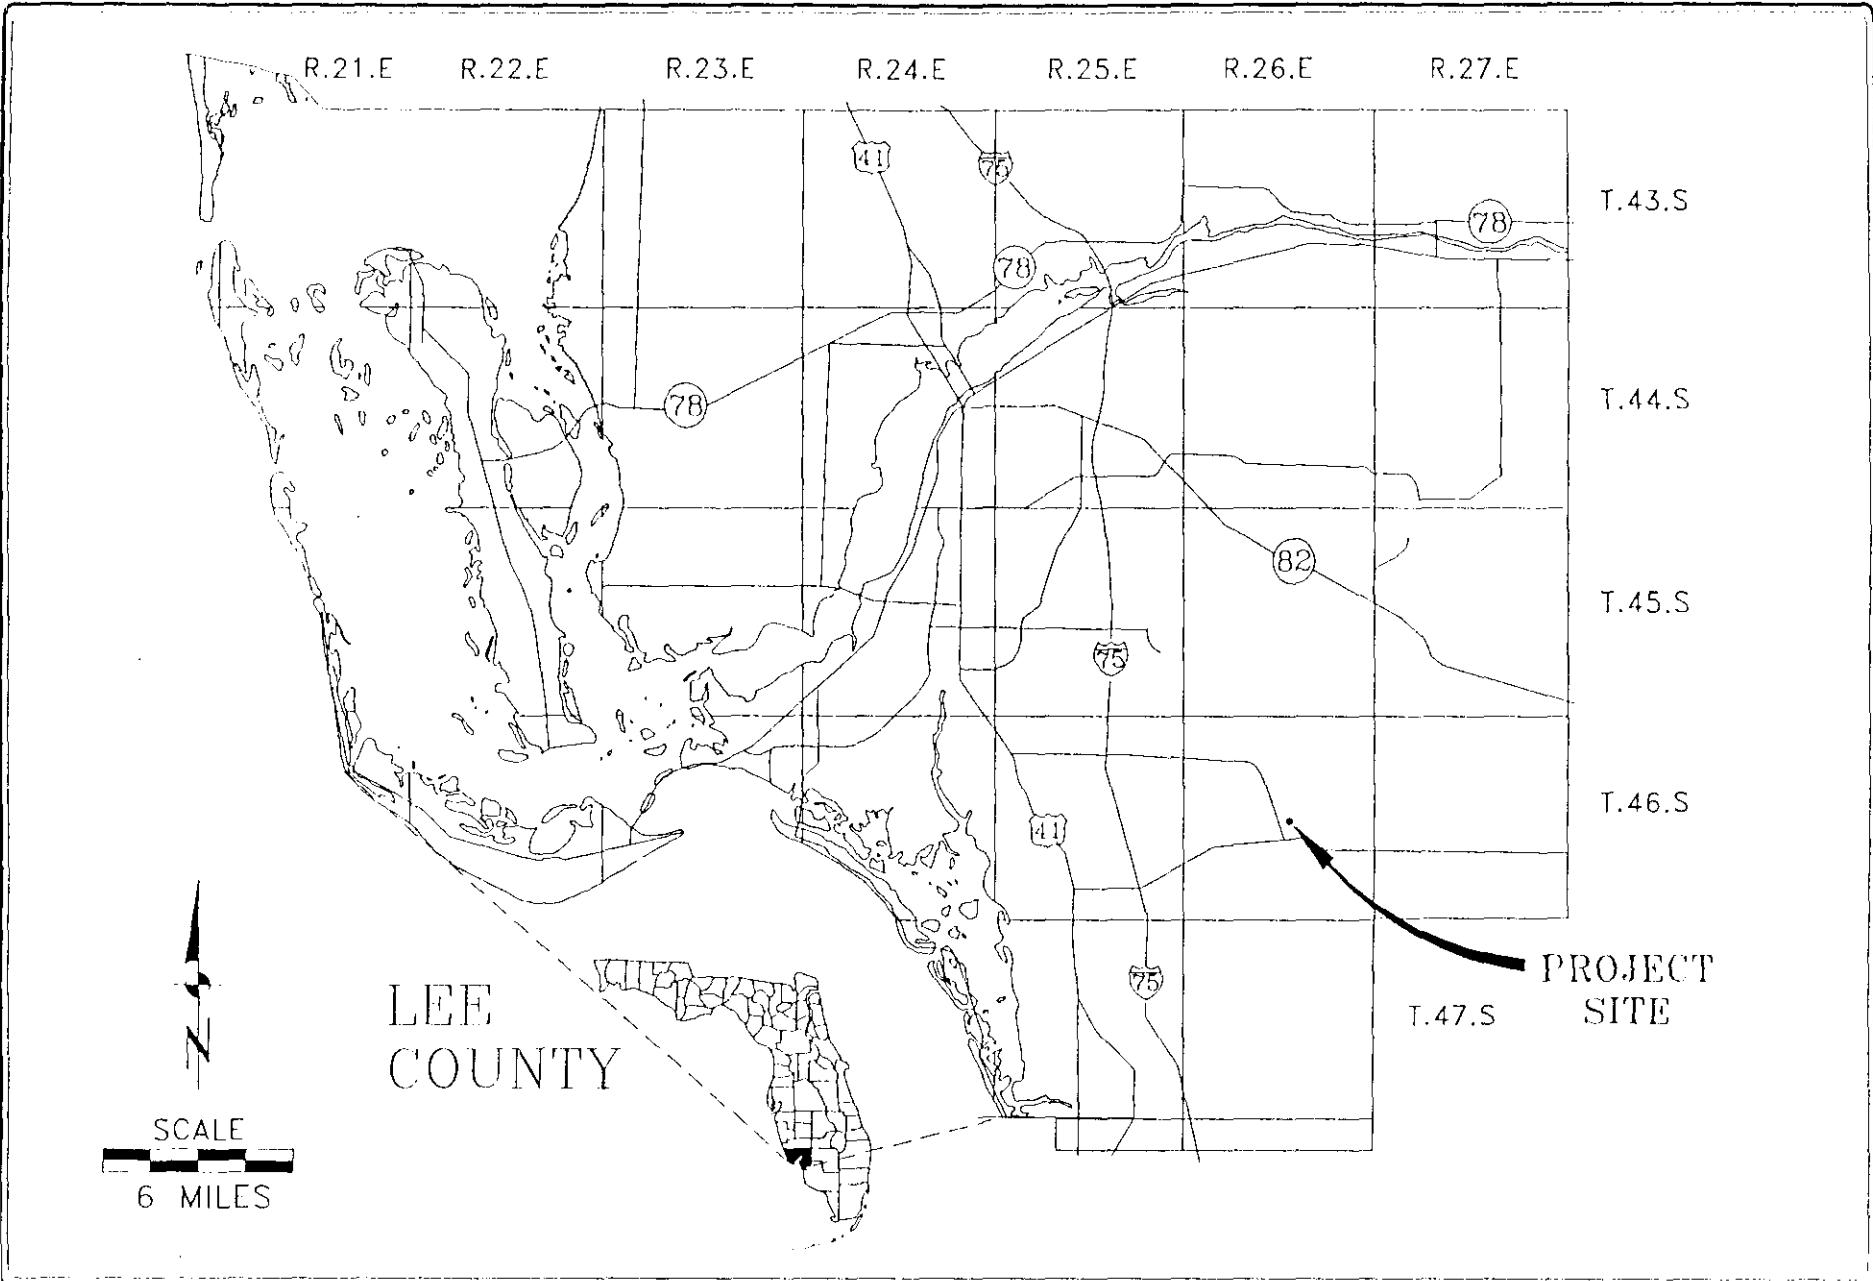 R.21.E R.22.E R.23.E R.24.E R.25.E R.26.E R.27.E
41
75
T.43.S
78
78
78
T.44.S
82
T.45.S
75
T.46.S
41
PROJECT
SITE
75
T.47.S
N
LEE
COUNTY
SCALE
6 MILES